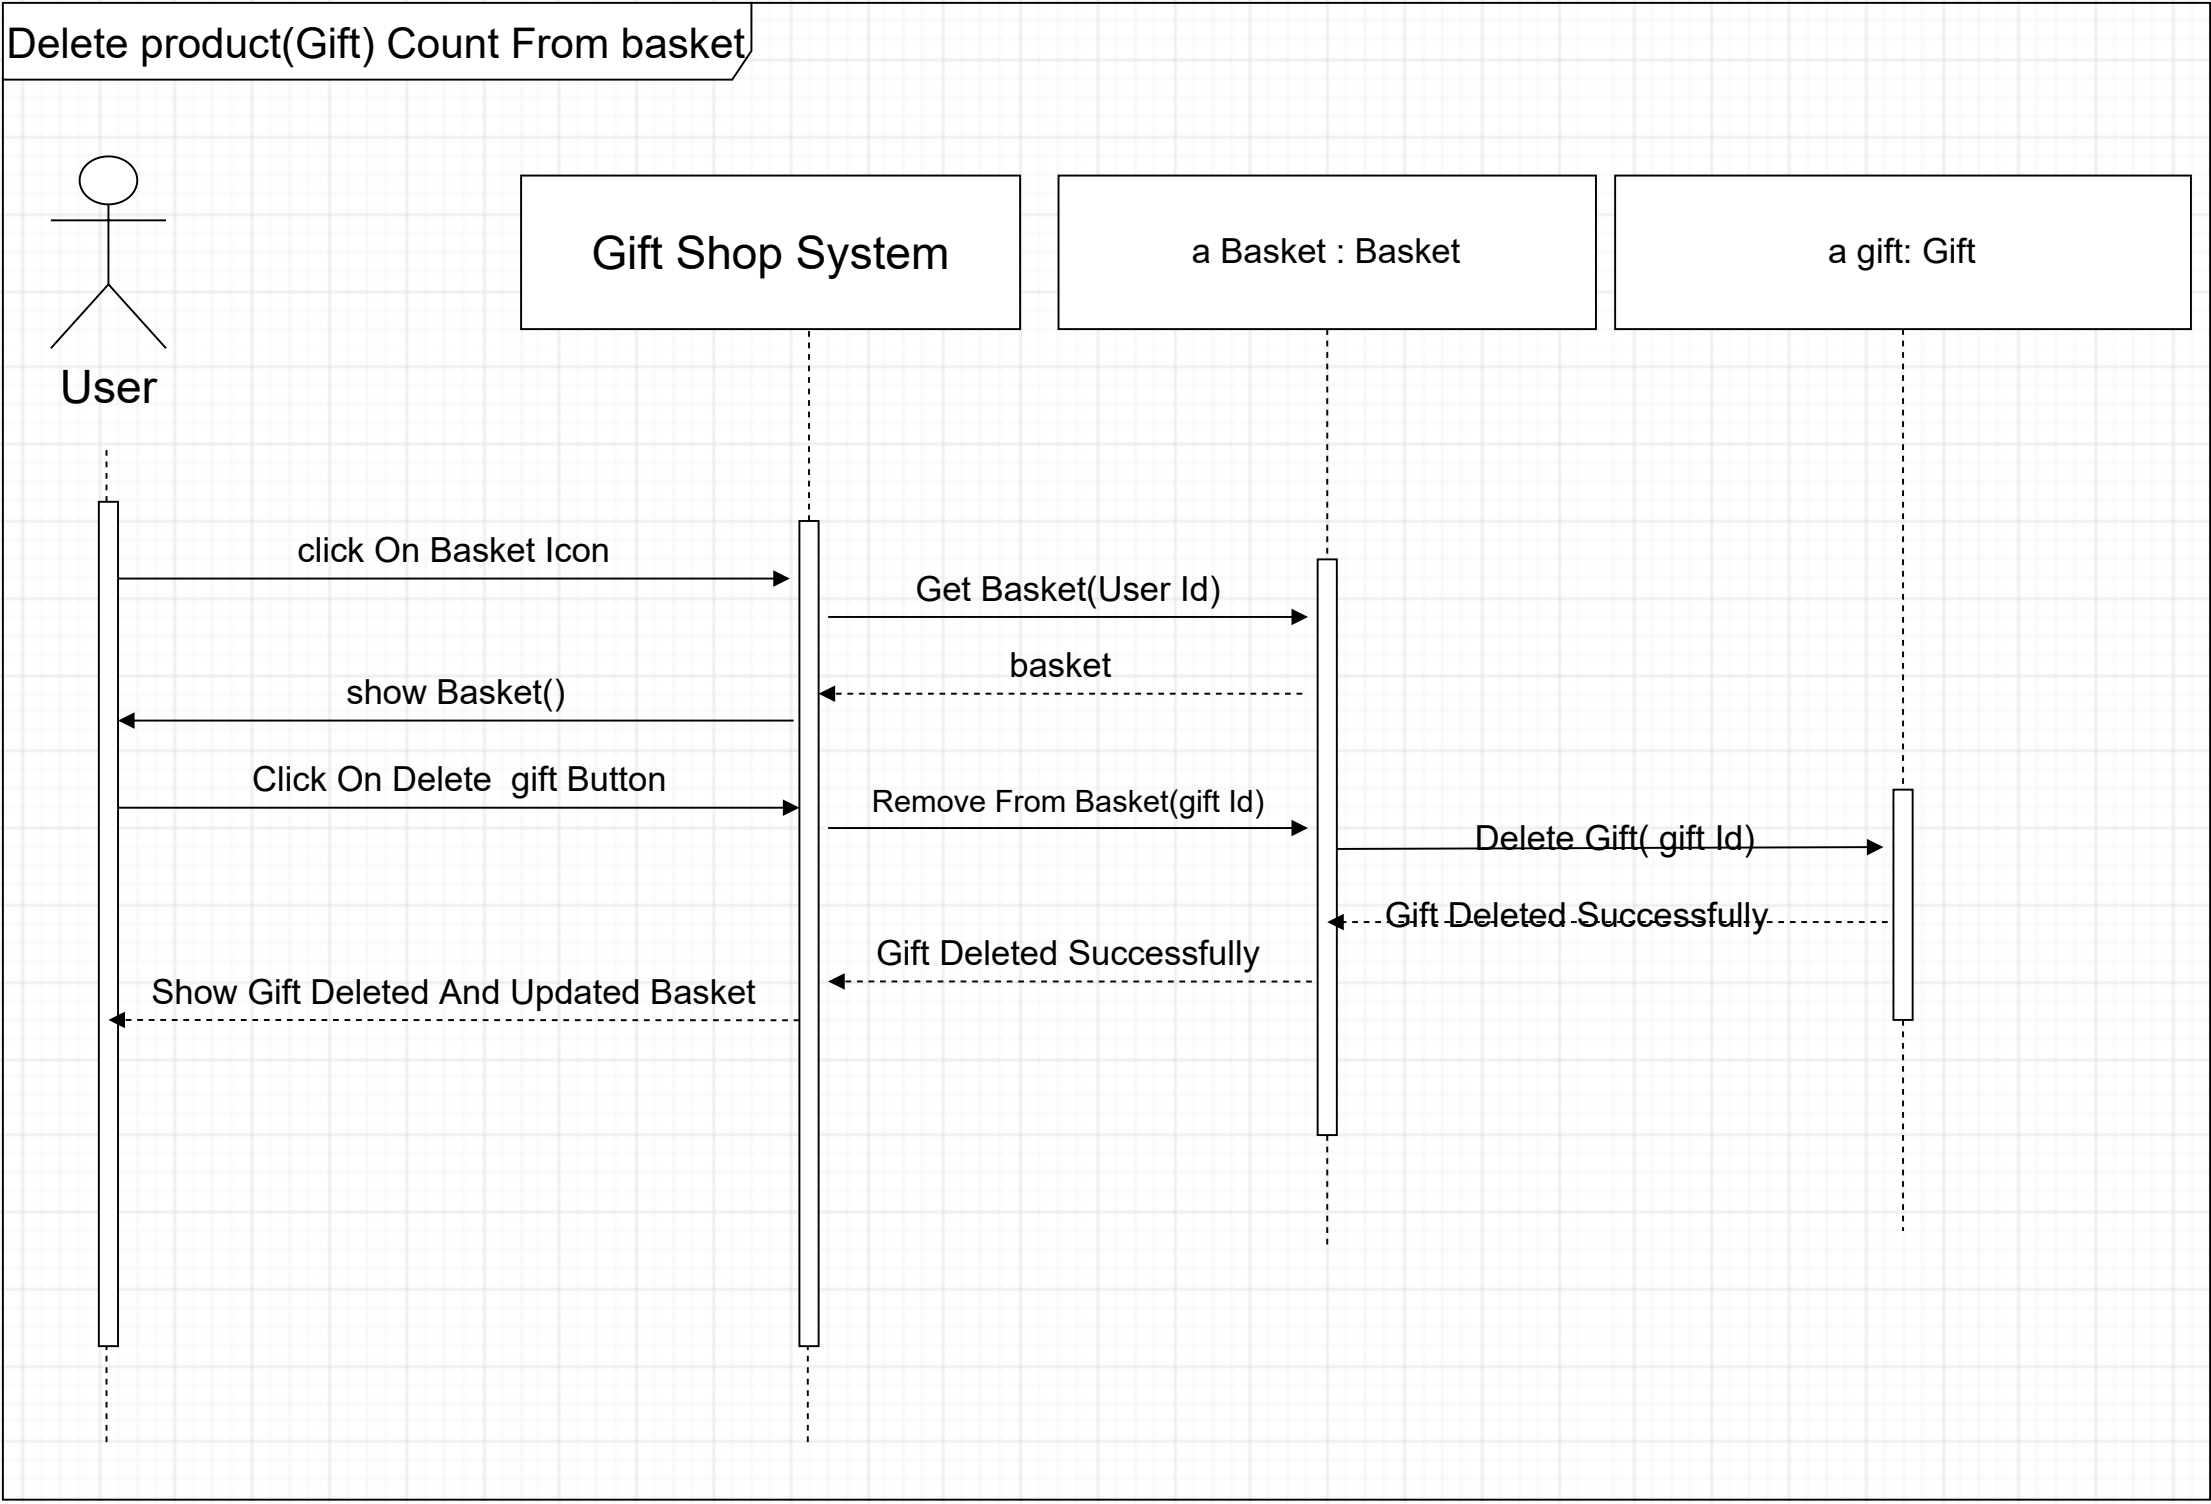 Delete product(Gift) Count From basket
Gift Shop System
a Basket : Basket
a gift: Gift
User
click On Basket Icon
Get Basket(User Id)
basket
show Basket()
Click On Delete  gift Button
Remove From Basket(gift Id)
Delete Gift( gift Id)
Gift Deleted Successfully
Gift Deleted Successfully
Show Gift Deleted And Updated Basket